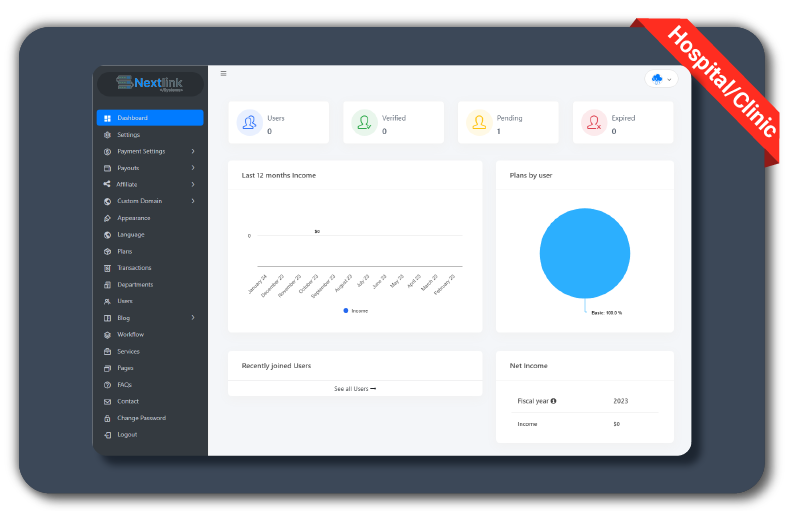 Hospital/Clinic
Nextlink
Systems
Dashboard
Settings
Payment Settings
Payouts
Affiliate
Custom Domain
Appearance
Language
Plans
Transactions
Departments
Users
Blog
Workflow
Services
Pages
FAQs
Contact
Change Password
Logout
Users
0
Verified
0
Pending
1
Expired
0
Last 12 months Income
$0
0
January 24
December 23
November 23
October 23
September 23
August 23
July 23
June 23
May 23
April 23
March 23
February 23
Income
Plans by user
Basic: 100.0 %
Recently joined Users
See all Users
Net Income
Fiscal year 2023
Income $0